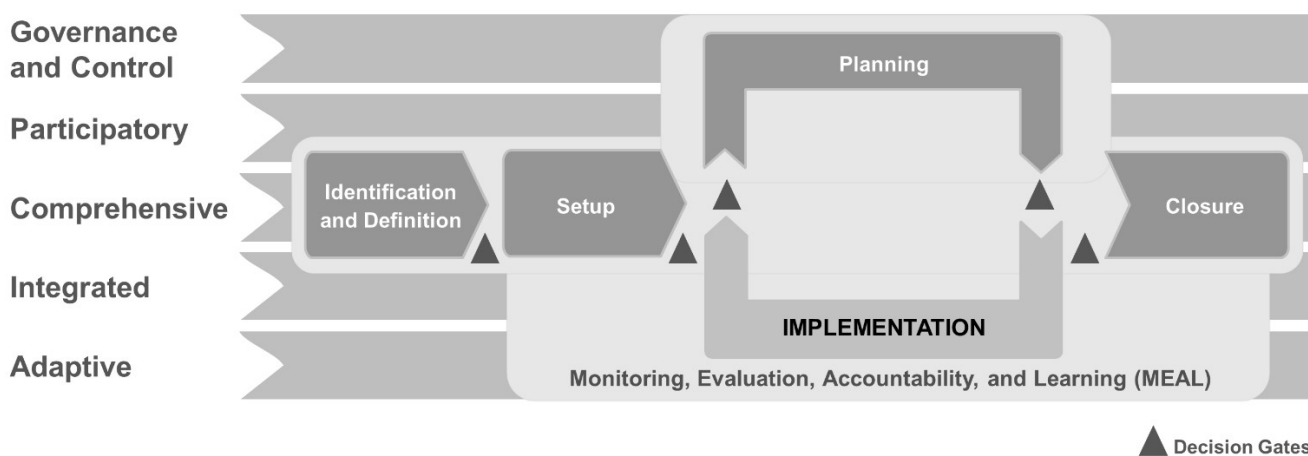 Governance
and Control
Participatory
Comprehensive
Integrated
Adaptive
Planning
Identification
and Definition
Setup
Closure
IMPLEMENTATION
Monitoring, Evaluation, Accountability, and Learning (MEAL)
Decision Gates